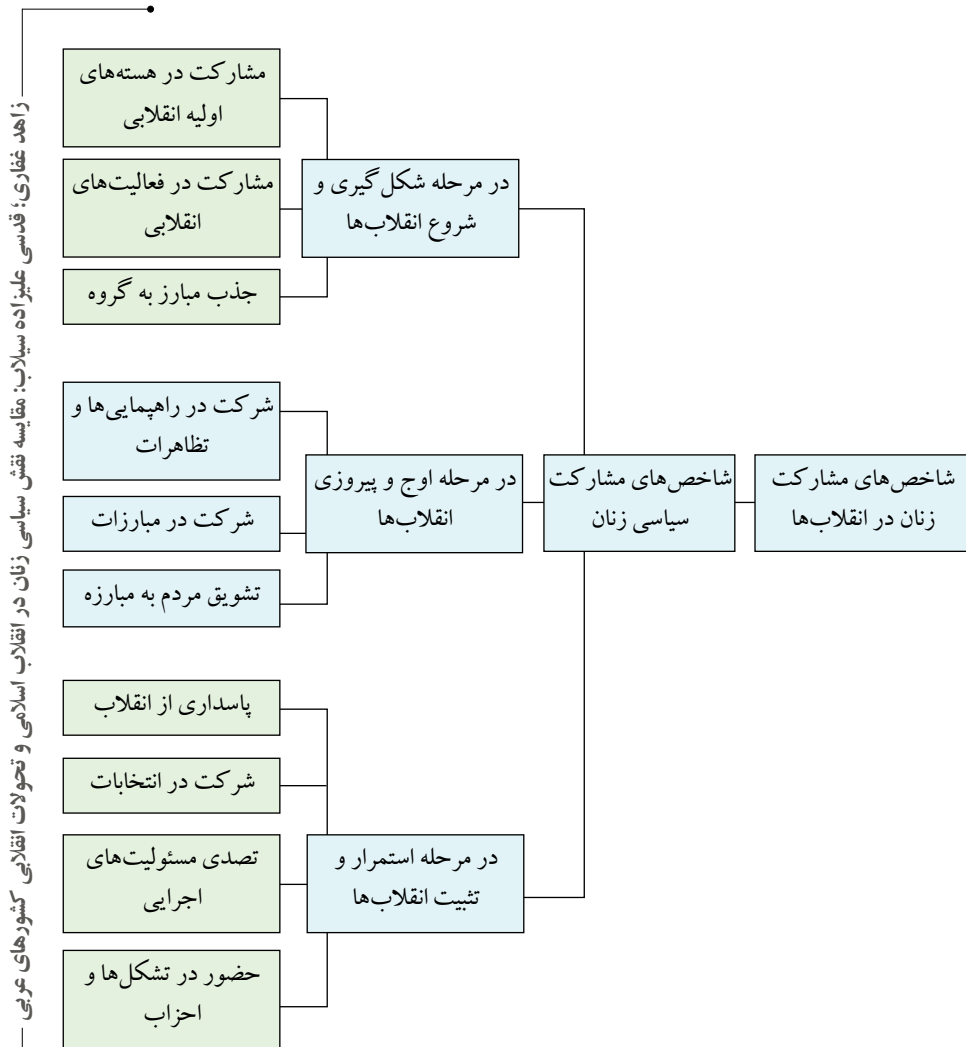 شاخص‌های مشارکت
زنان در انقلاب‌ها
شاخص‌های مشارکت
سیاسی زنان
در مرحله شکل‌گیری و
شروع انقلاب‌ها
مشارکت در هسته‌های
اولیه انقلابی
مشارکت در فعالیت‌های
انقلابی
جذب مبارز به گروه
در مرحله اوج و پیروزی
انقلاب‌ها
شرکت در راهپیمایی‌ها و
تظاهرات
شرکت در مبارزات
تشویق مردم به مبارزه
در مرحله استمرار و
تثبیت انقلاب‌ها
پاسداری از انقلاب
شرکت در انتخابات
تصدی مسئولیت‌های
اجرایی
حضور در تشکل‌ها و
احزاب
زاهد غفاری؛ قدسی علیزاده سیلاب: مقایسه نقش سیاسی زنان در انقلاب اسلامی و تحولات انقلابی کشورهای عربی